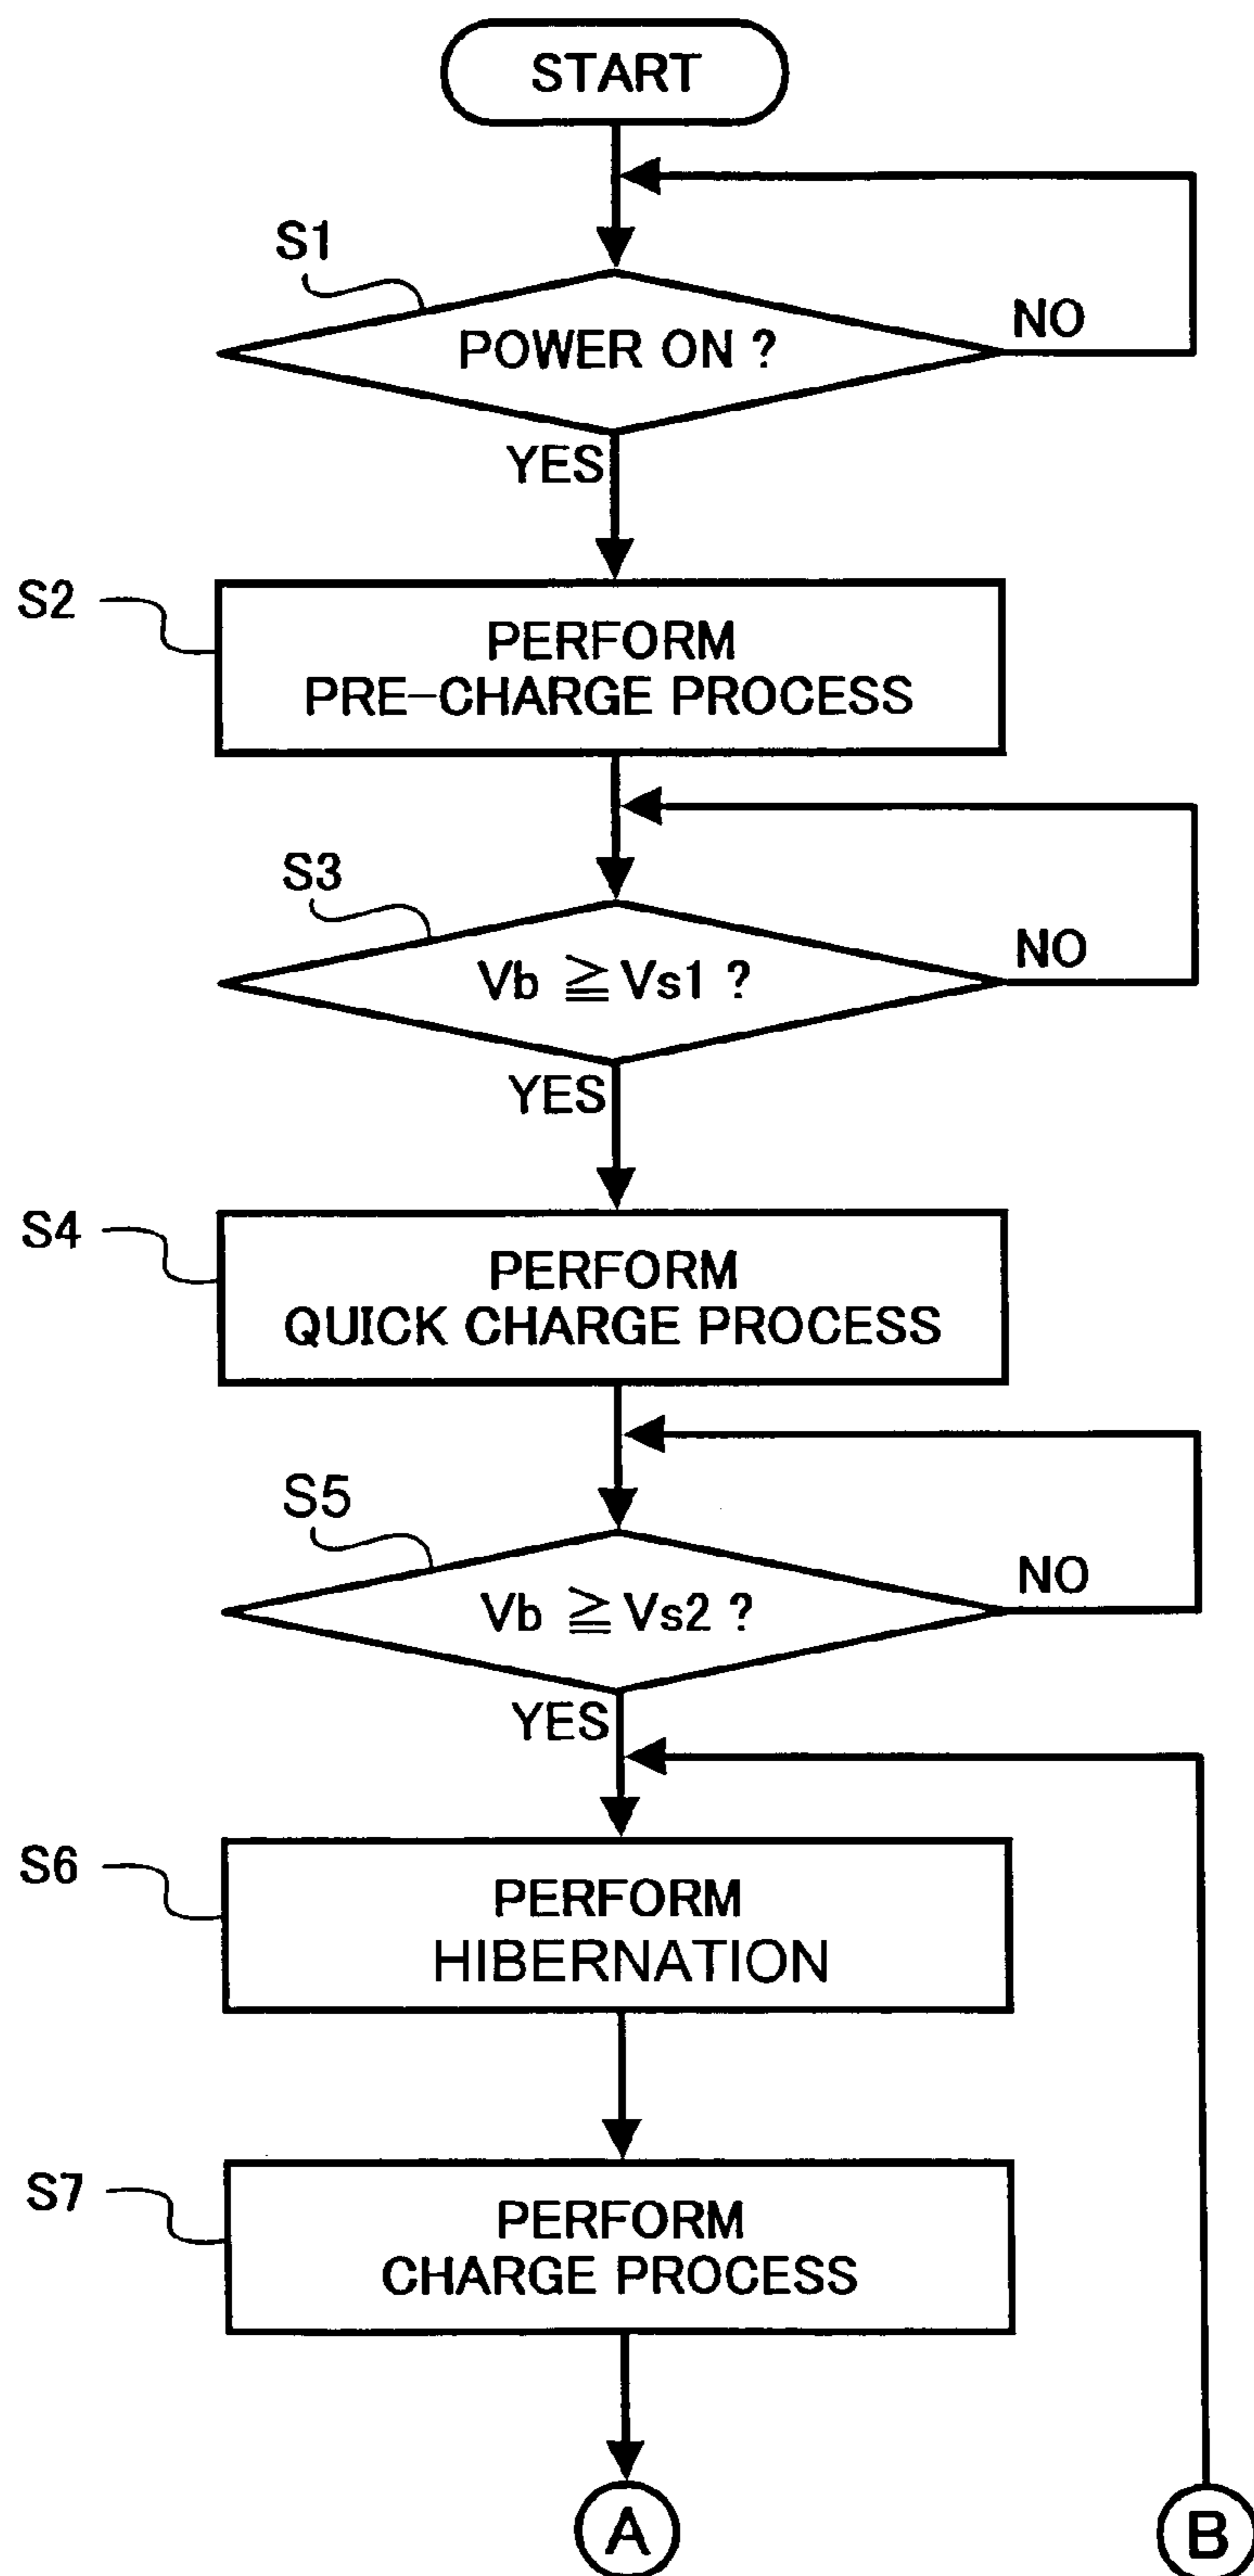 START
S1
POWER ON ?
NO
YES
S2
PERFORM
PRE-CHARGE PROCESS
S3
Vb ≧ Vs1 ?
NO
YES
S4
PERFORM
QUICK CHARGE PROCESS
S5
Vb ≧ Vs2 ?
NO
YES
S6
PERFORM
HIBERNATION
S7
PERFORM
CHARGE PROCESS
A
B